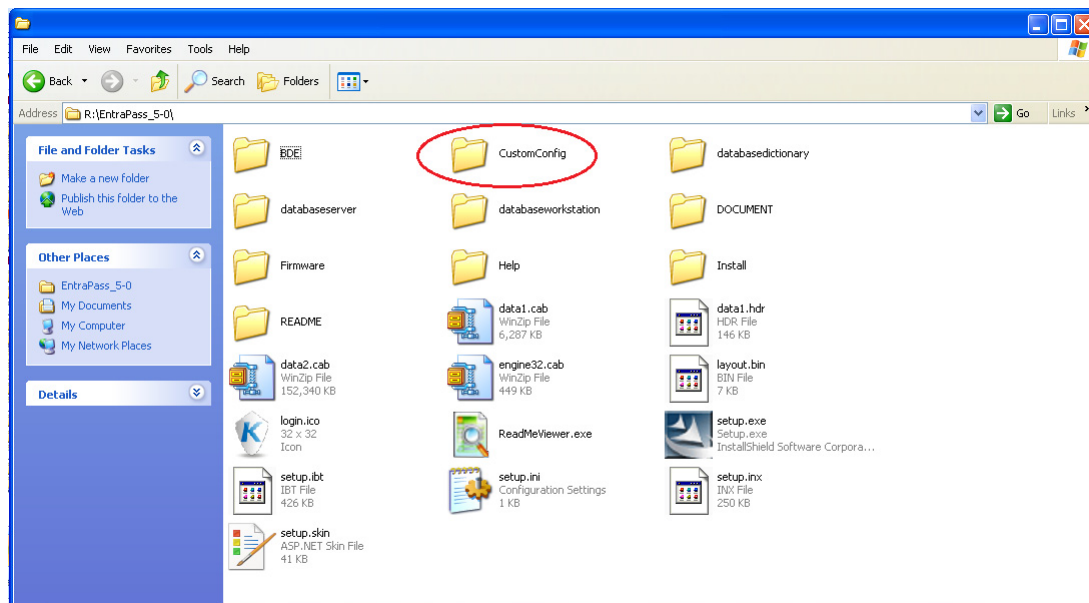 File Edit View Favorites Tools Help
Back Search Folders
Address R:\EntraPass_5-0\ Go Links
File and Folder Tasks
Make a new folder
Publish this folder to the
Web
Other Places
EntraPass_5-0
My Documents
My Computer
My Network Places
Details
BDE CustomConfig databasedictionary
databaseserver databaseworkstation DOCUMENT
Firmware Help Install
README
data1.cab
WinZip File
6,287 KB
data1.hdr
HDR File
146 KB
data2.cab
WinZip File
152,340 KB
engine32.cab
WinZip File
449 KB
layout.bin
BIN File
7 KB
login.ico
32 x 32
Icon
ReadMeViewer.exe
setup.exe
Setup.exe
InstallShield Software Corpora...
setup.ibt
IBT File
426 KB
setup.ini
Configuration Settings
1 KB
setup.inx
INX File
250 KB
setup.skin
ASP.NET Skin File
41 KB